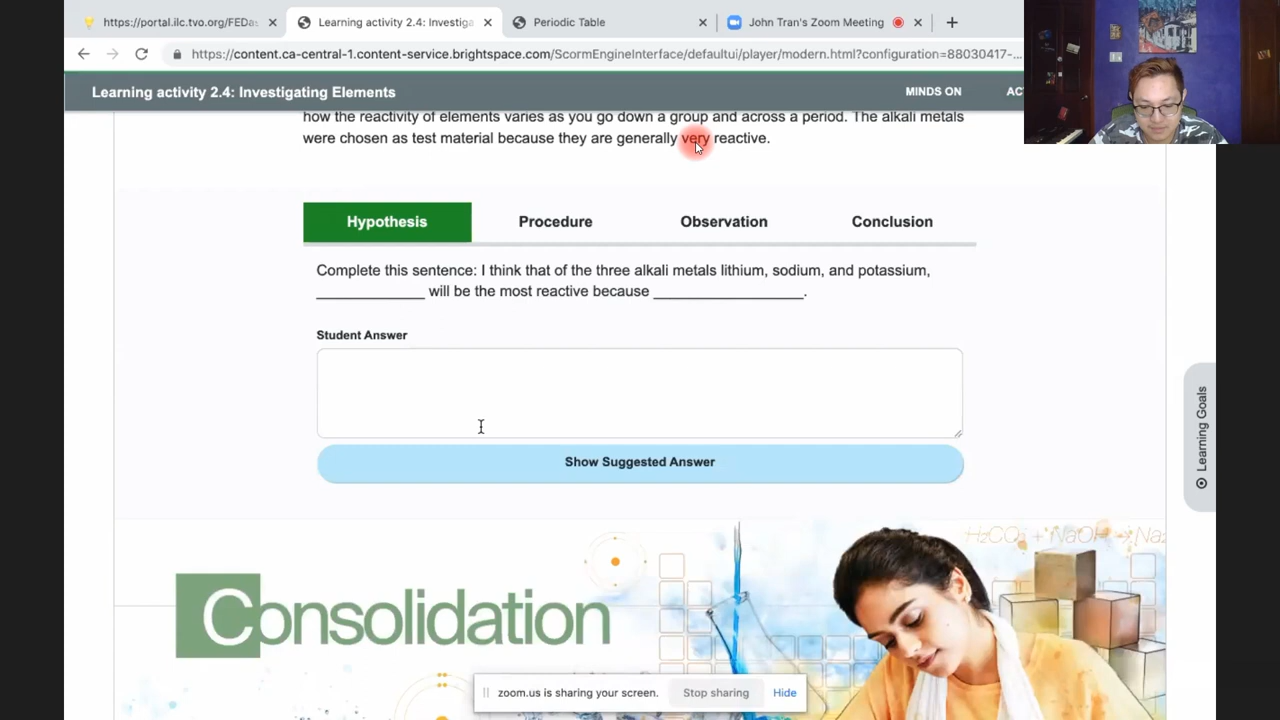 https://portal.ilc.tvo.org/FEDa
Learning activity 2.4: Investiga
Periodic Table
John Tran's Zoom Meeting
https://content.ca-central-1.content-service.brightspace.com/ScormEngineInterface/defaultui/player/modern.html?configuration=88030417-...
Learning activity 2.4: Investigating Elements
MINDS ON
AC
how the reactivity of elements varies as you go down a group and across a period. The alkali metals
were chosen as test material because they are generally very reactive.
Hypothesis
Procedure
Observation
Conclusion
Complete this sentence: I think that of the three alkali metals lithium, sodium, and potassium,
_____________ will be the most reactive because __________________.
Student Answer
Show Suggested Answer
Learning Goals
H₂CO₃ + NaOH → Na₂
Consolidation
zoom.us is sharing your screen.
Stop sharing
Hide